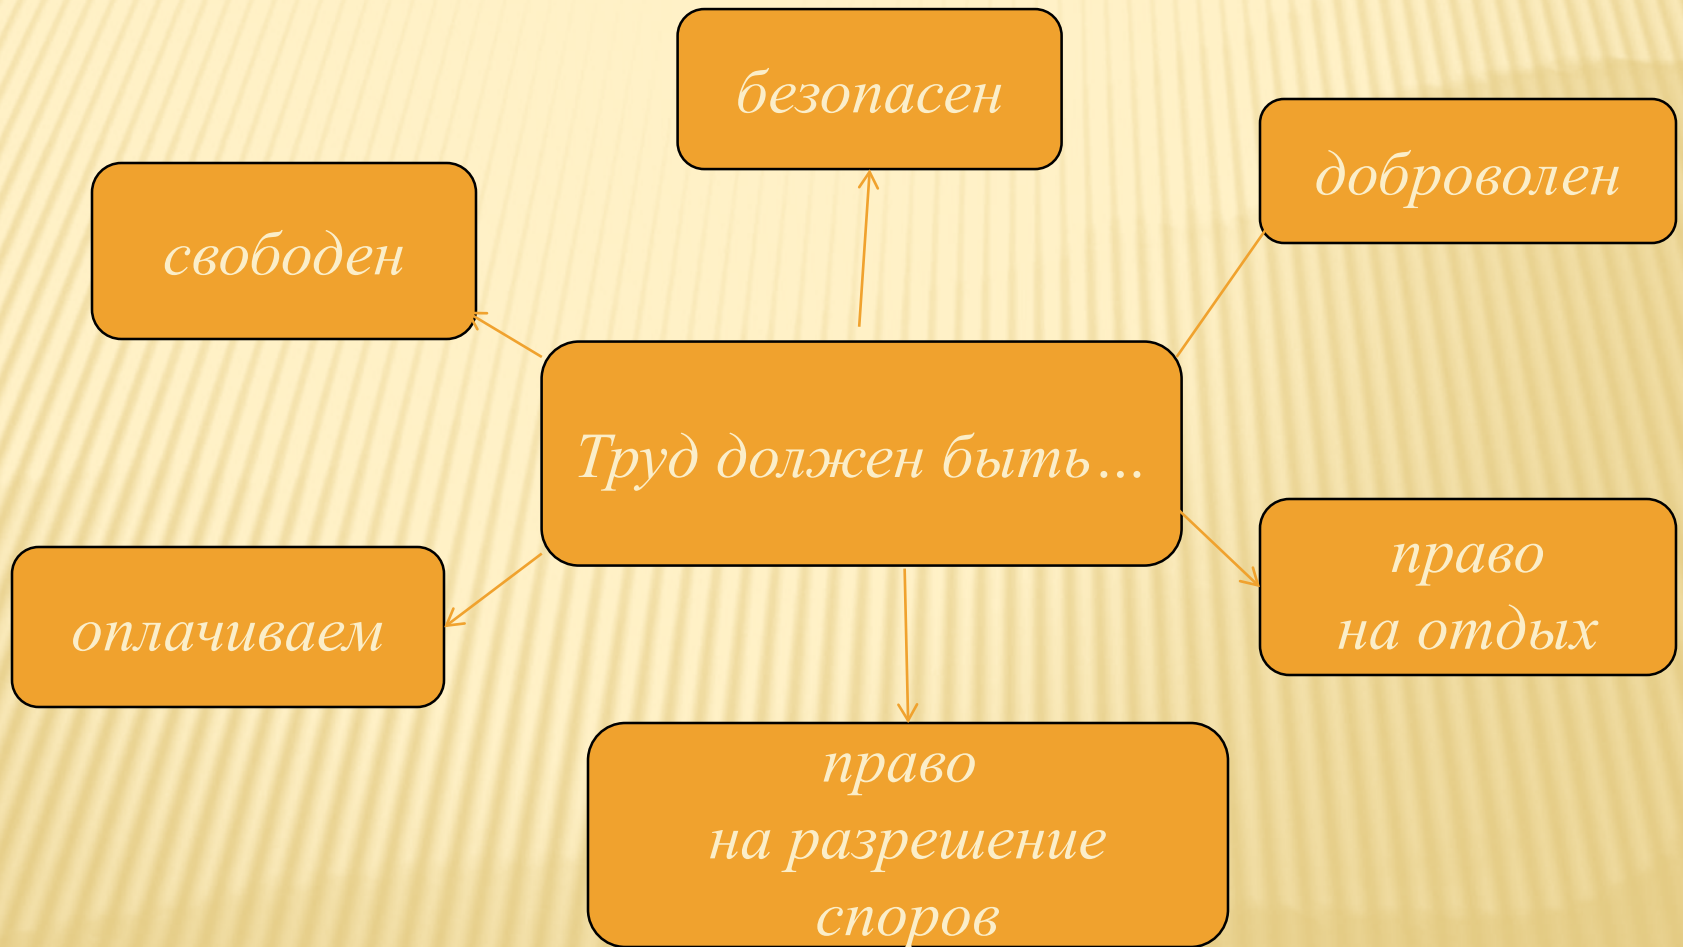 безопасен
доброволен
свободен
Труд должен быть...
право
на отдых
оплачиваем
право
на разрешение
споров